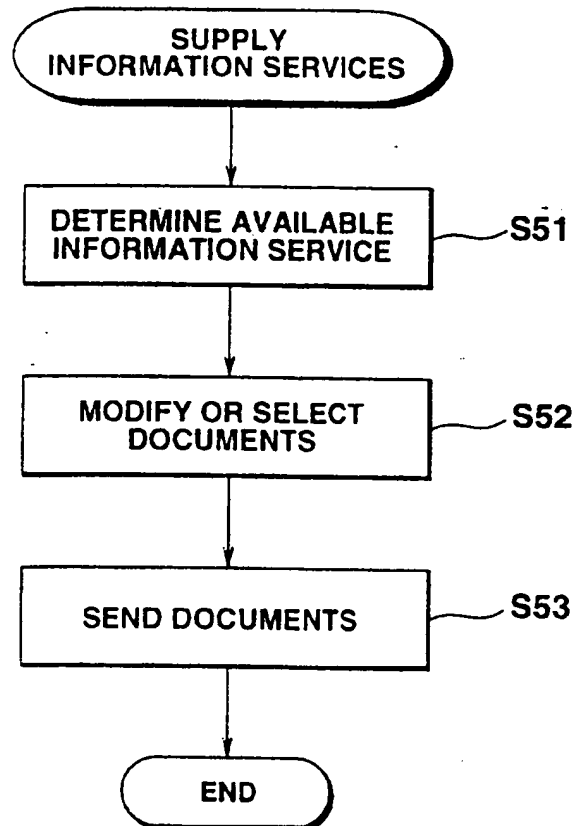 SUPPLY
INFORMATION SERVICES
DETERMINE AVAILABLE
INFORMATION SERVICE
S51
MODIFY OR SELECT
DOCUMENTS
S52
SEND DOCUMENTS
S53
END